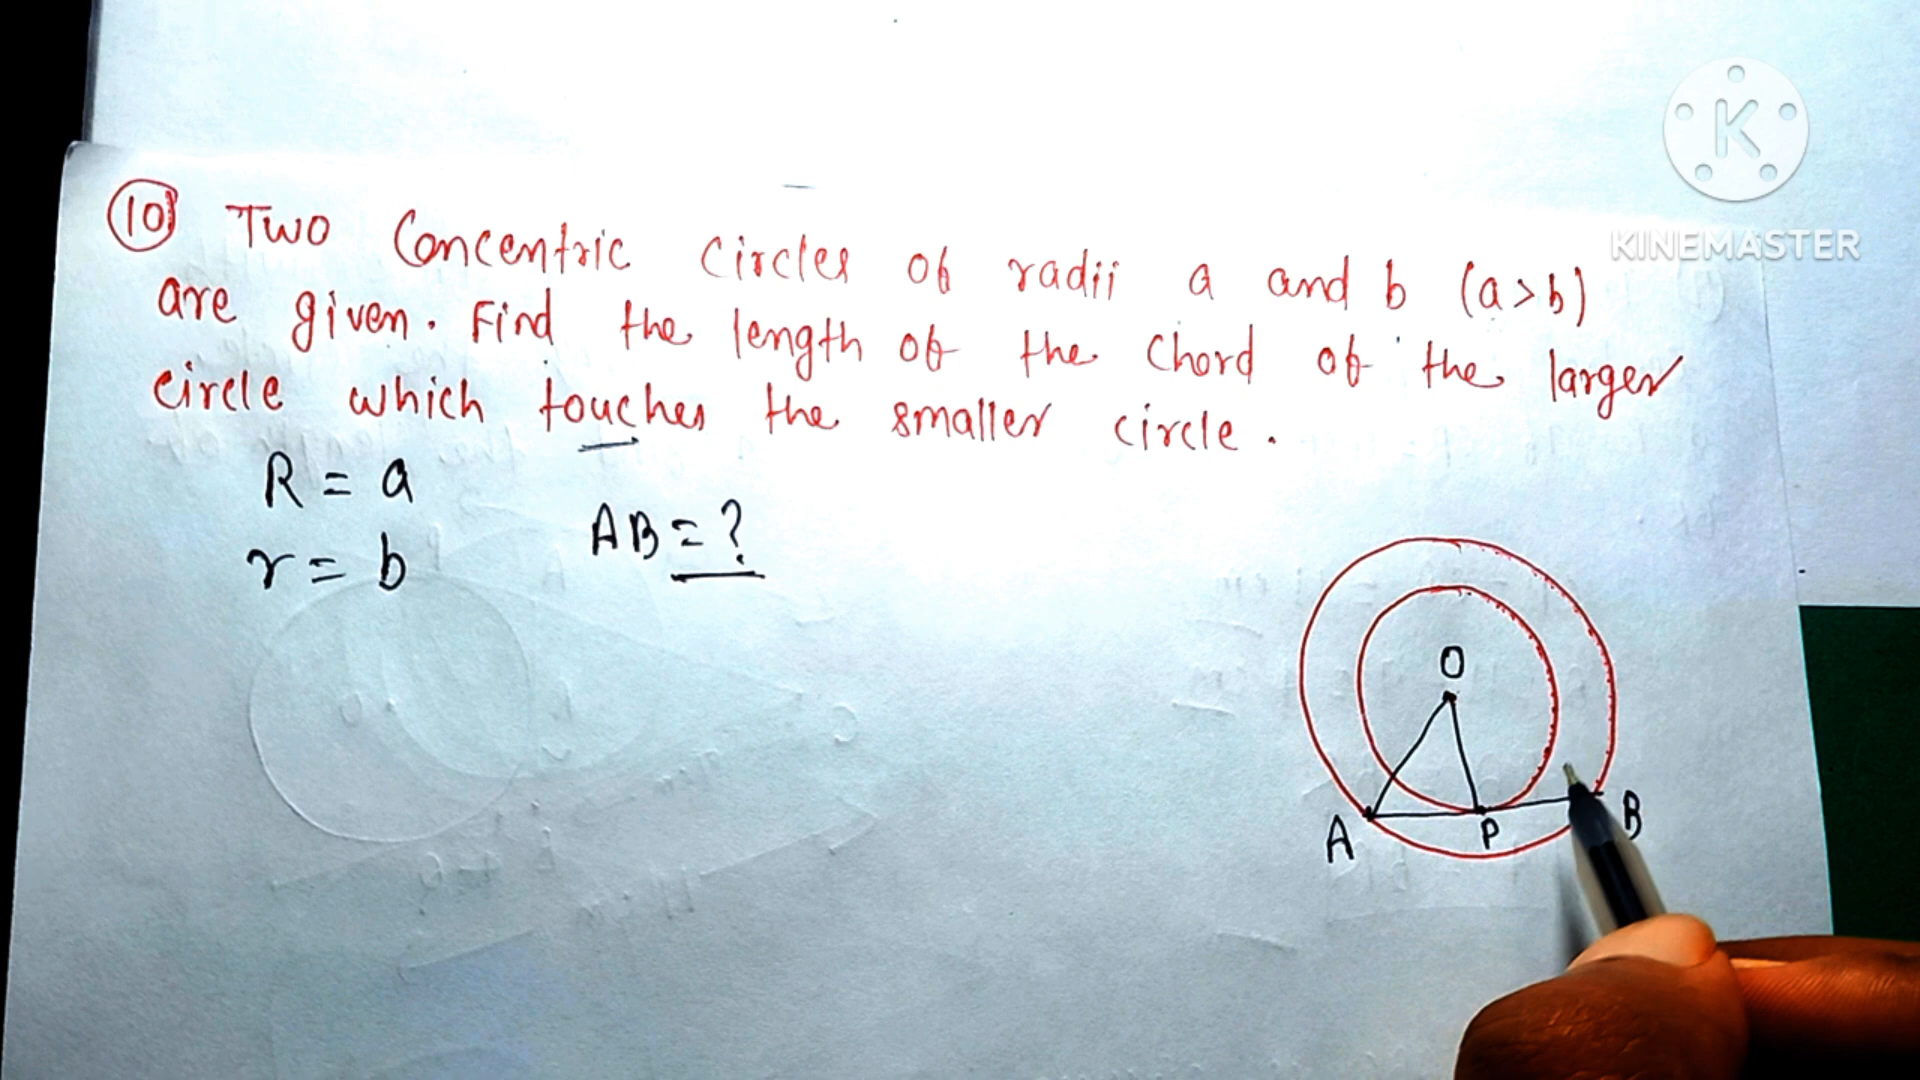 10 Two Concentric circles of radii a and b (a>b)
are given. Find the length of the chord of the larger
circle which touches the smaller circle.
R = a
r = b
AB = ?
O
A
P
B
K
KINEMASTER